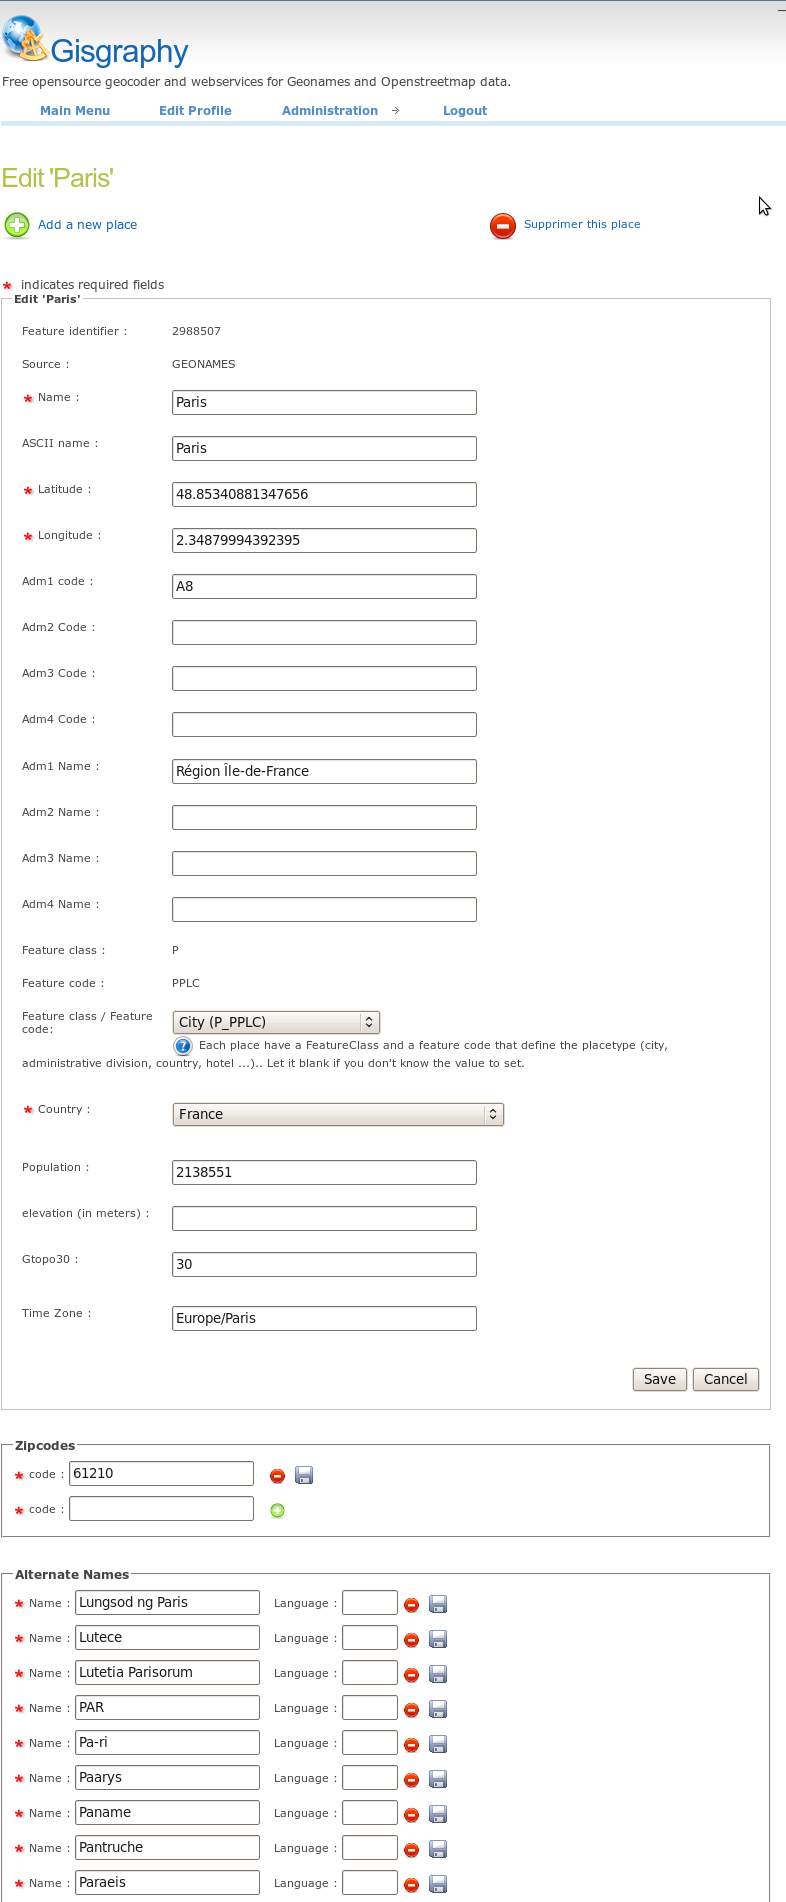 Gisgraphy
Free opensource geocoder and webservices for Geonames and Openstreetmap data.
Main Menu Edit Profile Administration → Logout
Edit 'Paris'
Add a new place Supprimer this place
* indicates required fields
Edit 'Paris'
Feature identifier : 2988507
Source : GEONAMES
* Name : Paris
ASCII name : Paris
* Latitude : 48.85340881347656
* Longitude : 2.34879994392395
Adm1 code : A8
Adm2 Code :
Adm3 Code :
Adm4 Code :
Adm1 Name : Région Île-de-France
Adm2 Name :
Adm3 Name :
Adm4 Name :
Feature class : P
Feature code : PPLC
Feature class / Feature
code: City (P_PPLC)
? Each place have a FeatureClass and a feature code that define the placetype (city,
administrative division, country, hotel ...).. Let it blank if you don't know the value to set.
* Country : France
Population : 2138551
elevation (in meters) :
Gtopo30 : 30
Time Zone : Europe/Paris
Save Cancel
Zipcodes
* code : 61210
* code :
Alternate Names
* Name : Lungsod ng Paris Language :
* Name : Lutece Language :
* Name : Lutetia Parisorum Language :
* Name : PAR Language :
* Name : Pa-ri Language :
* Name : Paarys Language :
* Name : Paname Language :
* Name : Pantruche Language :
* Name : Paraeis Language :